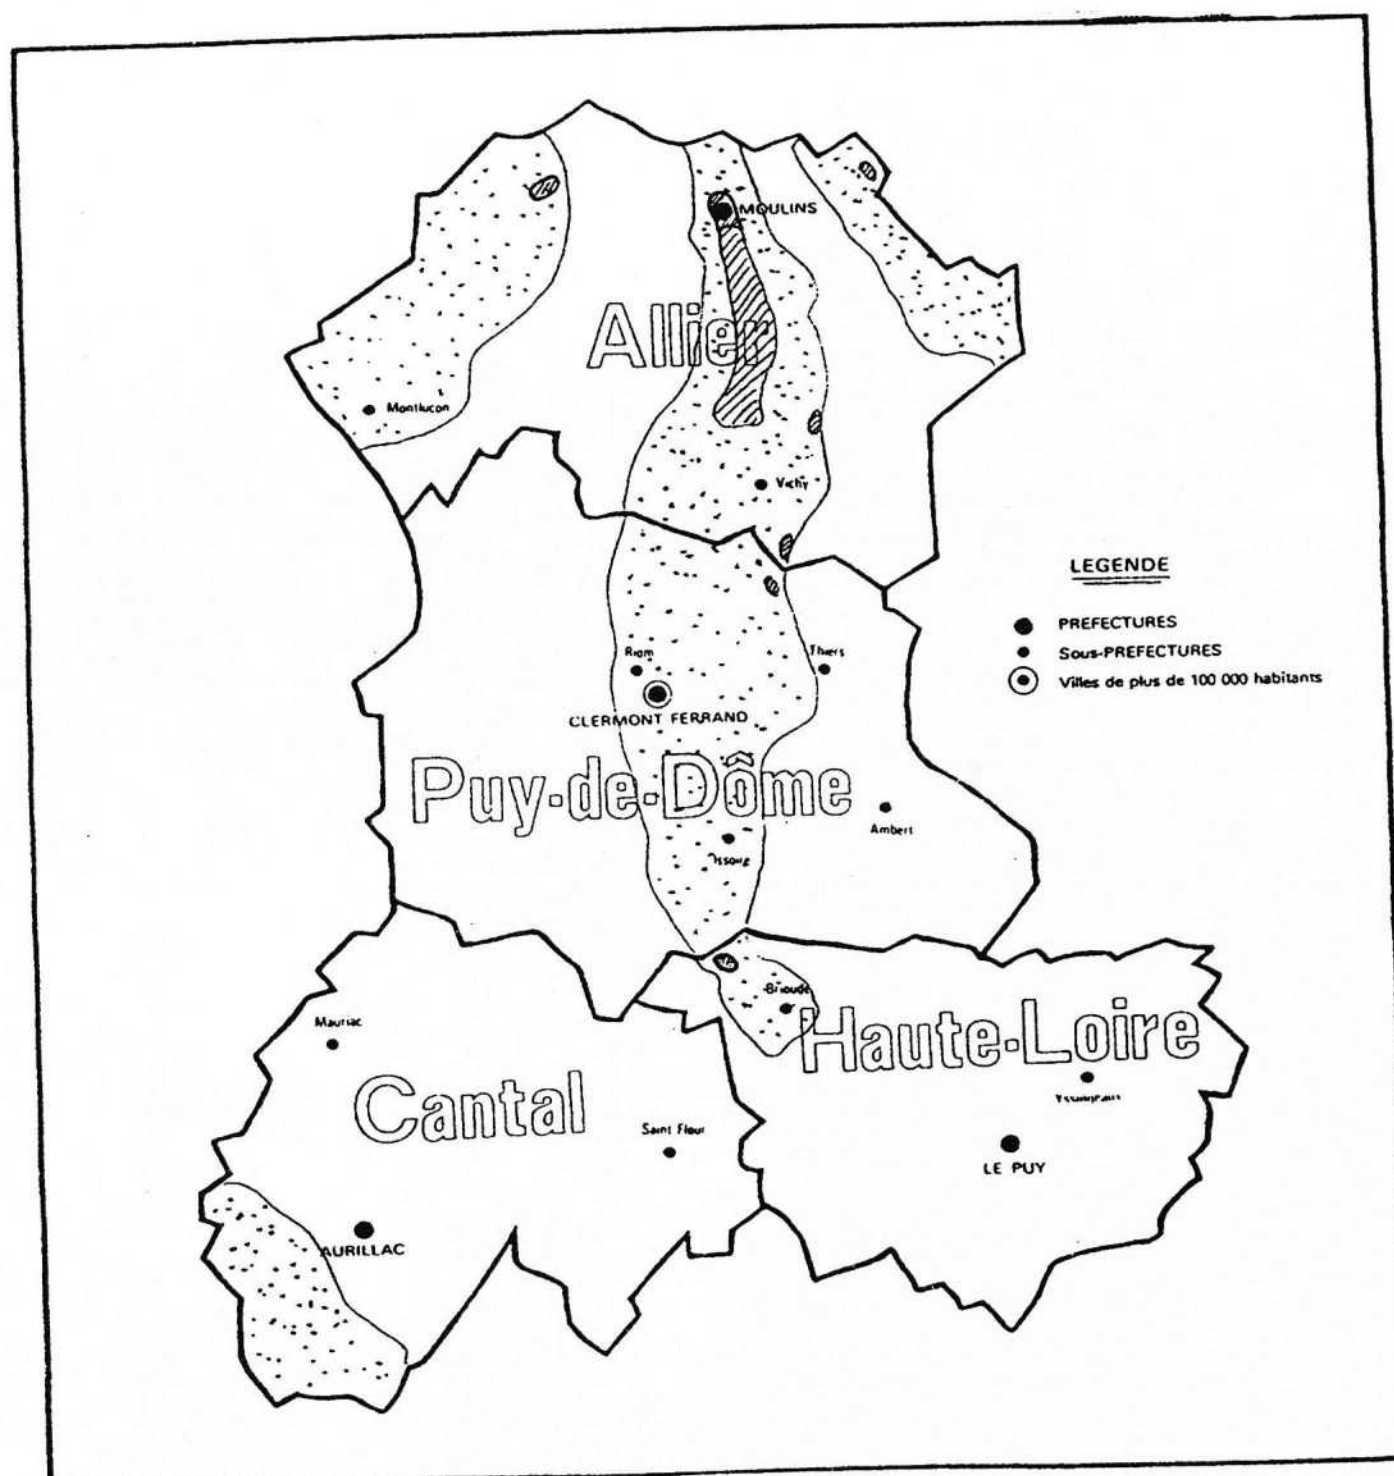 MOULINS
Allier
Montlucon
Vichy
LEGENDE
PREFECTURES
Sous-PREFECTURES
Villes de plus de 100 000 habitants
Riom
Thiers
CLERMONT FERRAND
Puy-de-Dôme
Ambert
Brioude
Haute-Loire
Mauriac
Cantal
Saint Flour
LE PUY
AURILLAC